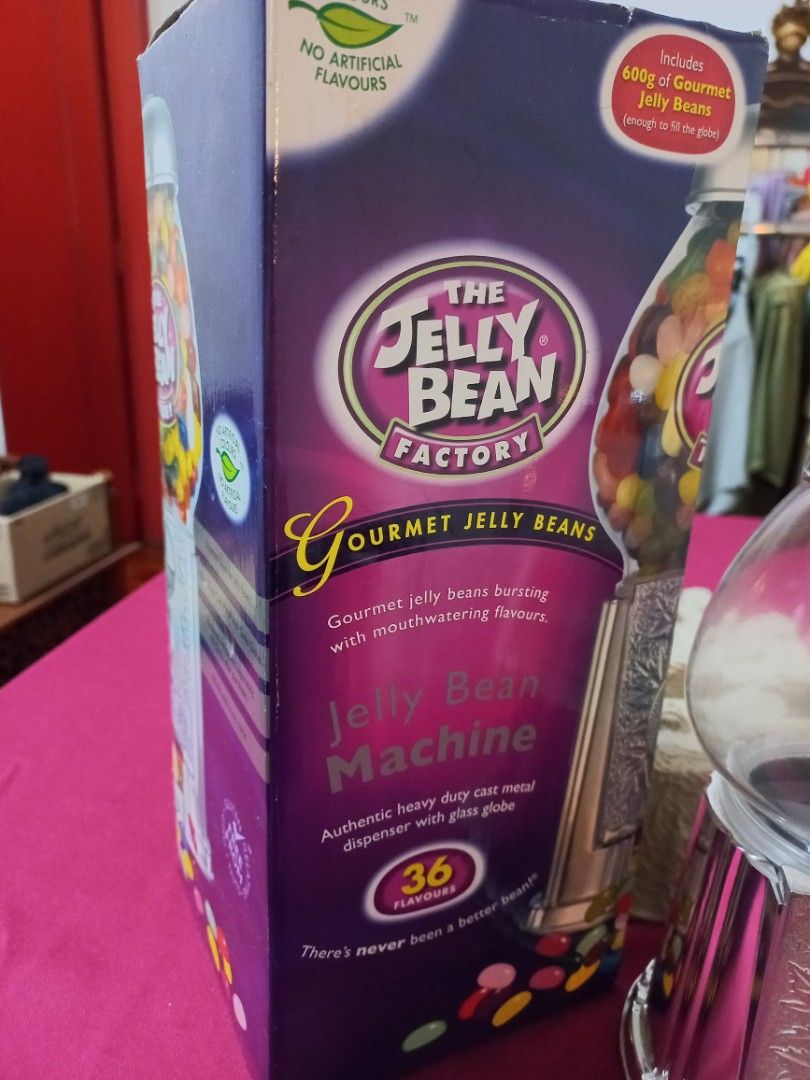 NO ARTIFICIAL
FLAVOURS
TM
Includes
600g of Gourmet
Jelly Beans
(enough to fill the globe)
THE
JELLY
BEAN
FACTORY
®
GOURMET JELLY BEANS
Gourmet jelly beans bursting
with mouthwatering flavours.
Jelly Bean
Machine
Authentic heavy duty cast metal
dispenser with glass globe
36
FLAVOURS
There's never been a better bean!®